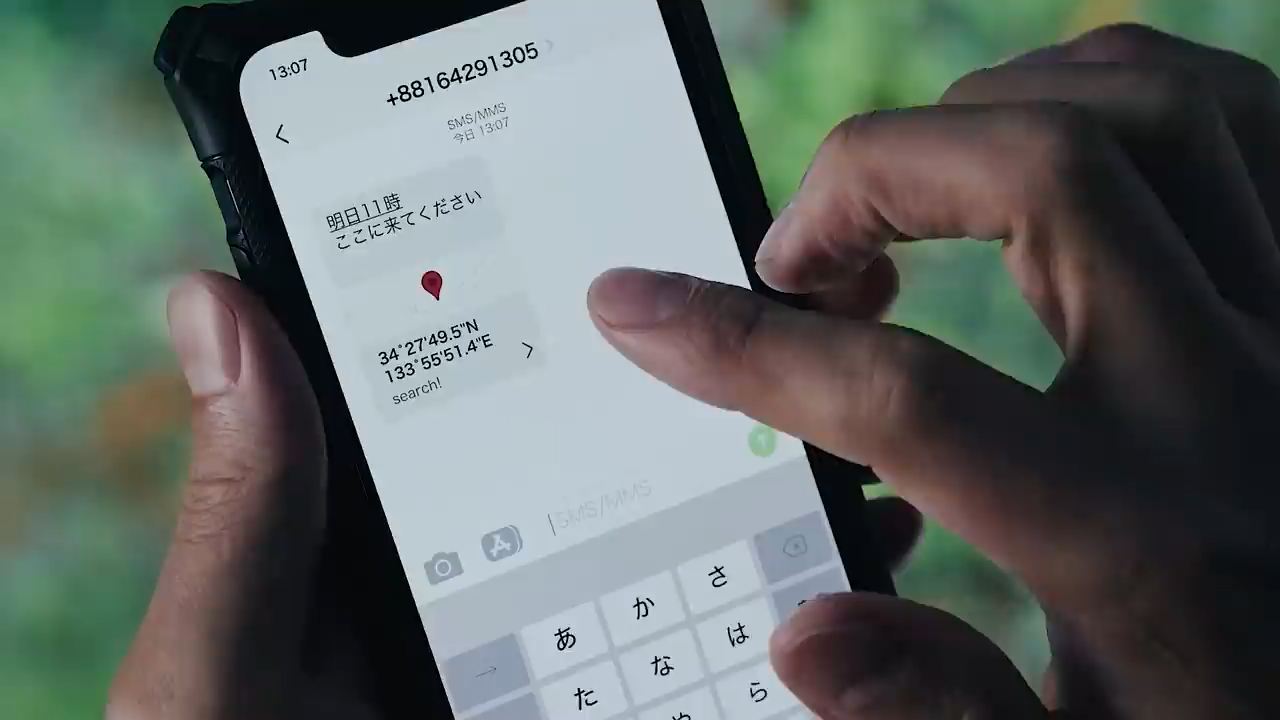 13:07
+88164291305
SMS/MMS
今日 13:07
明日11時
ここに来てください
34°27'49.5"N
133°55'51.4"E
search!
SMS/MMS
あ
か
さ
→
た
な
は
ら